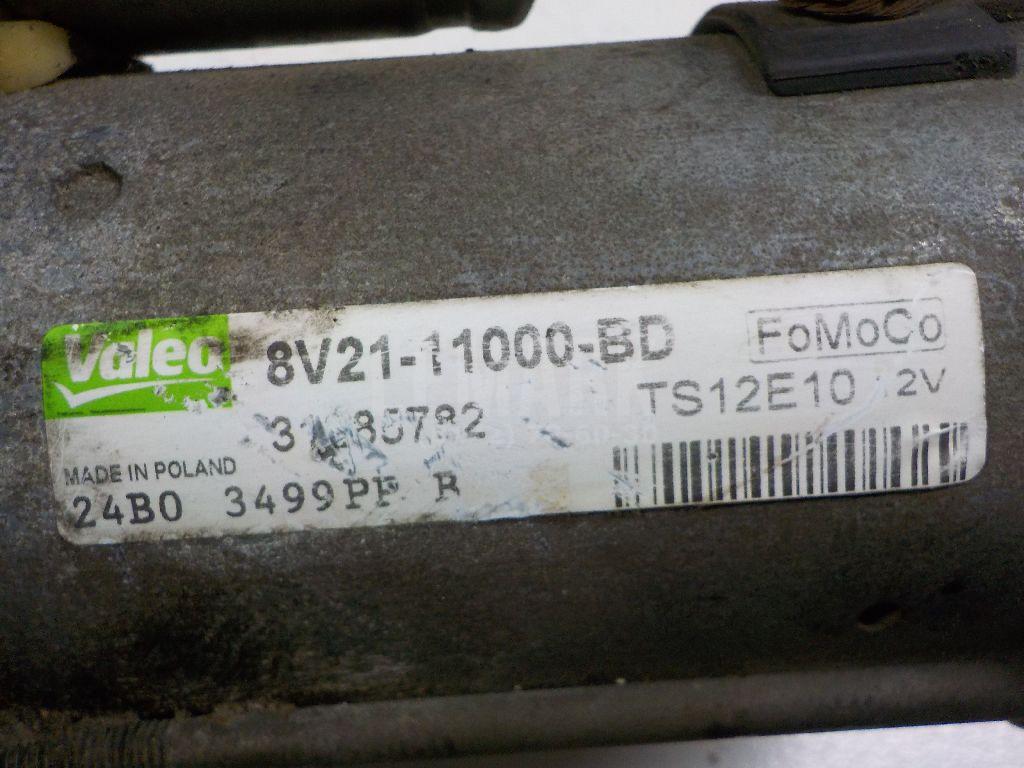 Valeo
8V21-11000-BD
FoMoCo
TS12E10 2V
MADE IN POLAND
24B0 3499PF B